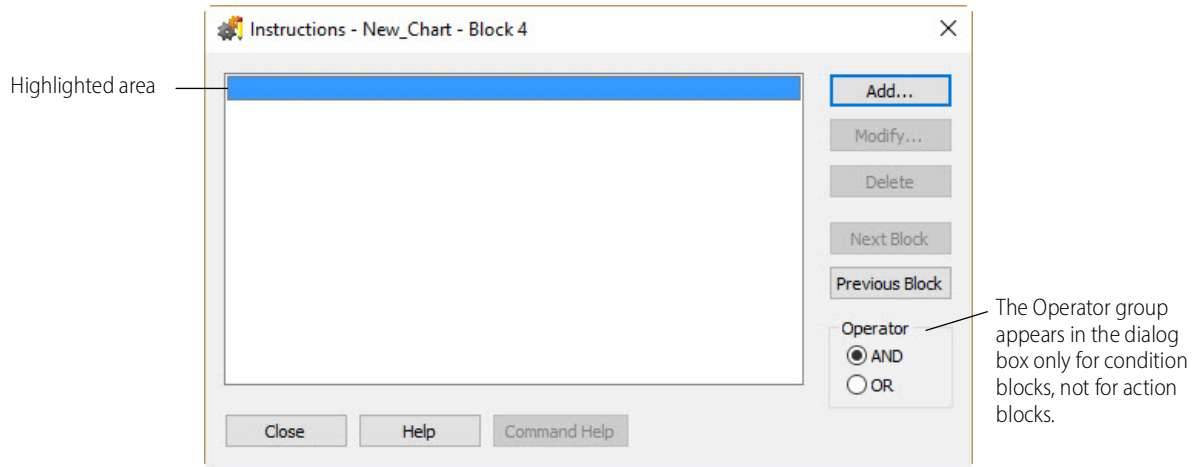 Instructions - New_Chart - Block 4
Highlighted area
Add...
Modify...
Delete
Next Block
Previous Block
Operator
AND
OR
The Operator group
appears in the dialog
box only for condition
blocks, not for action
blocks.
Close
Help
Command Help